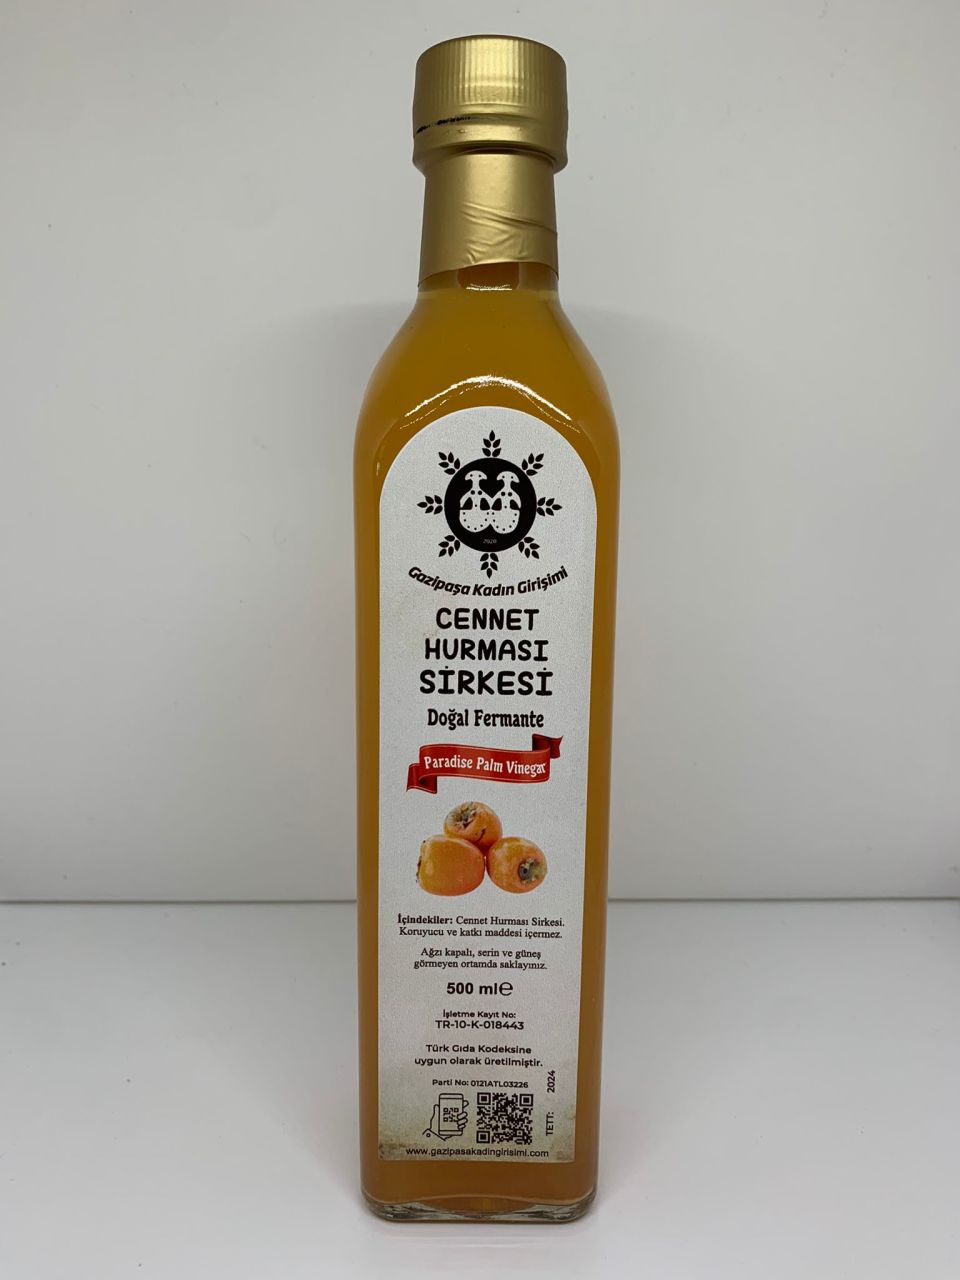 2020
Gazipaşa Kadın Girişimi
CENNET
HURMASI
SİRKESİ
Doğal Fermante
Paradise Palm Vinegar
İçindekiler: Cennet Hurması Sirkesi.
Koruyucu ve katkı maddesi içermez.
Ağzı kapalı, serin ve güneş
görmeyen ortamda saklayınız.
500 ml℮
İşletme Kayıt No:
TR-10-K-018443
Türk Gıda Kodeksine
uygun olarak üretilmiştir.
Parti No: 0121ATL03226
TETT: 2024
www.gazipasakadingirisimi.com